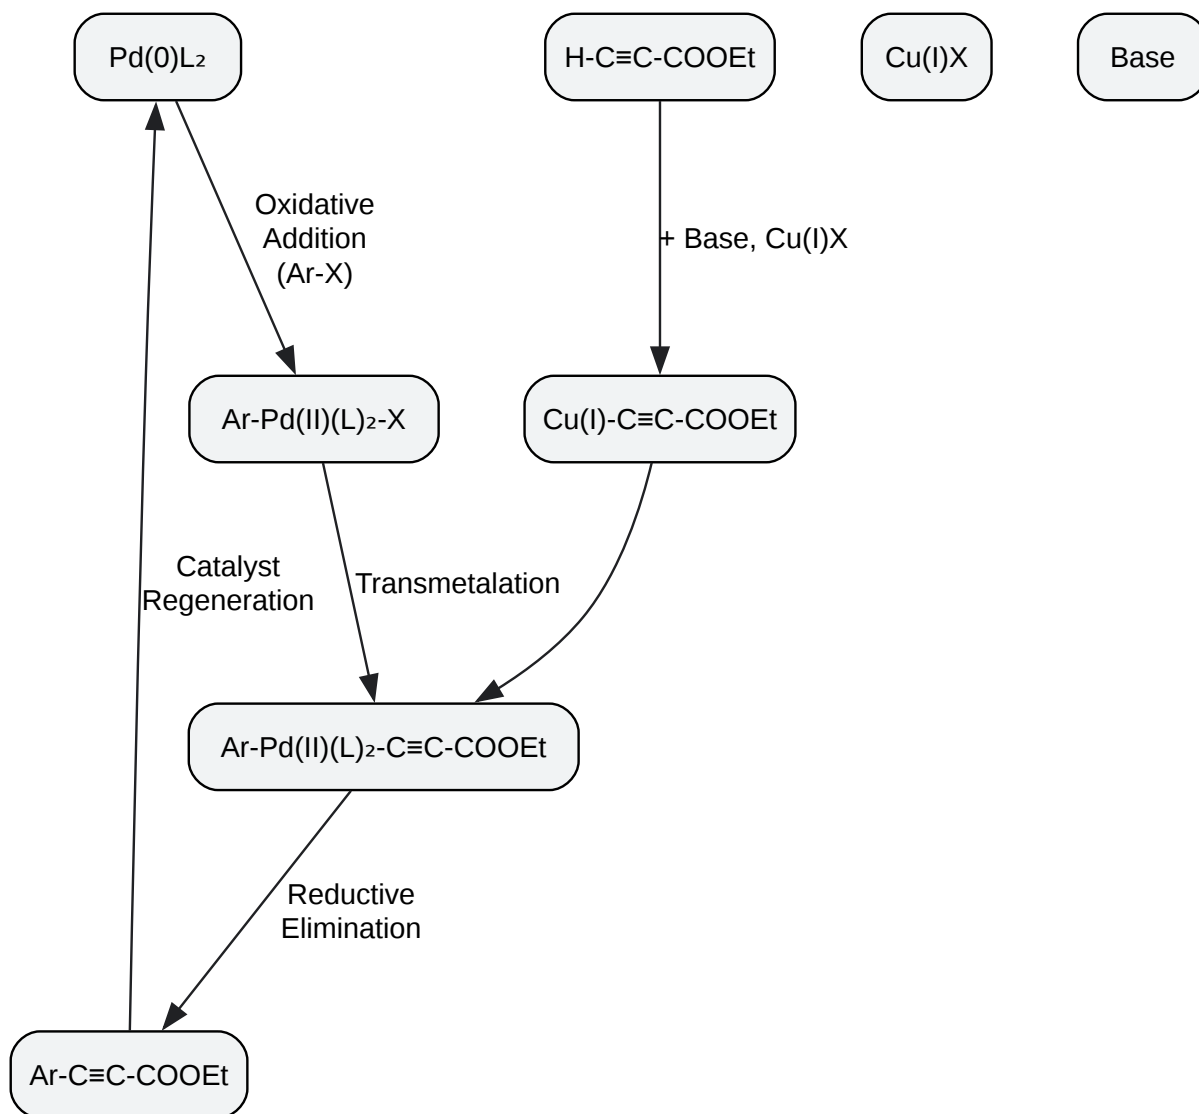 Pd(0)L₂
H-C≡C-COOEt
Cu(I)X
Base
Oxidative
Addition
(Ar-X)
+ Base, Cu(I)X
Ar-Pd(II)(L)₂-X
Cu(I)-C≡C-COOEt
Catalyst
Regeneration
Transmetalation
Ar-Pd(II)(L)₂-C≡C-COOEt
Reductive
Elimination
Ar-C≡C-COOEt